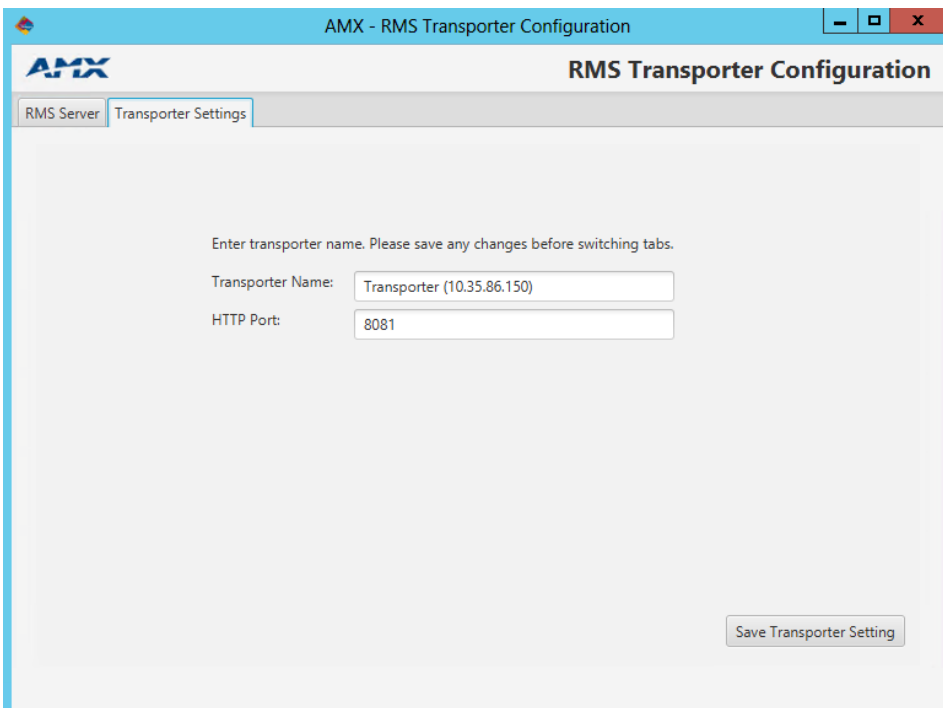 AMX - RMS Transporter Configuration
AMX
RMS Transporter Configuration
RMS Server
Transporter Settings
Enter transporter name. Please save any changes before switching tabs.
Transporter Name:
Transporter (10.35.86.150)
HTTP Port:
8081
Save Transporter Setting